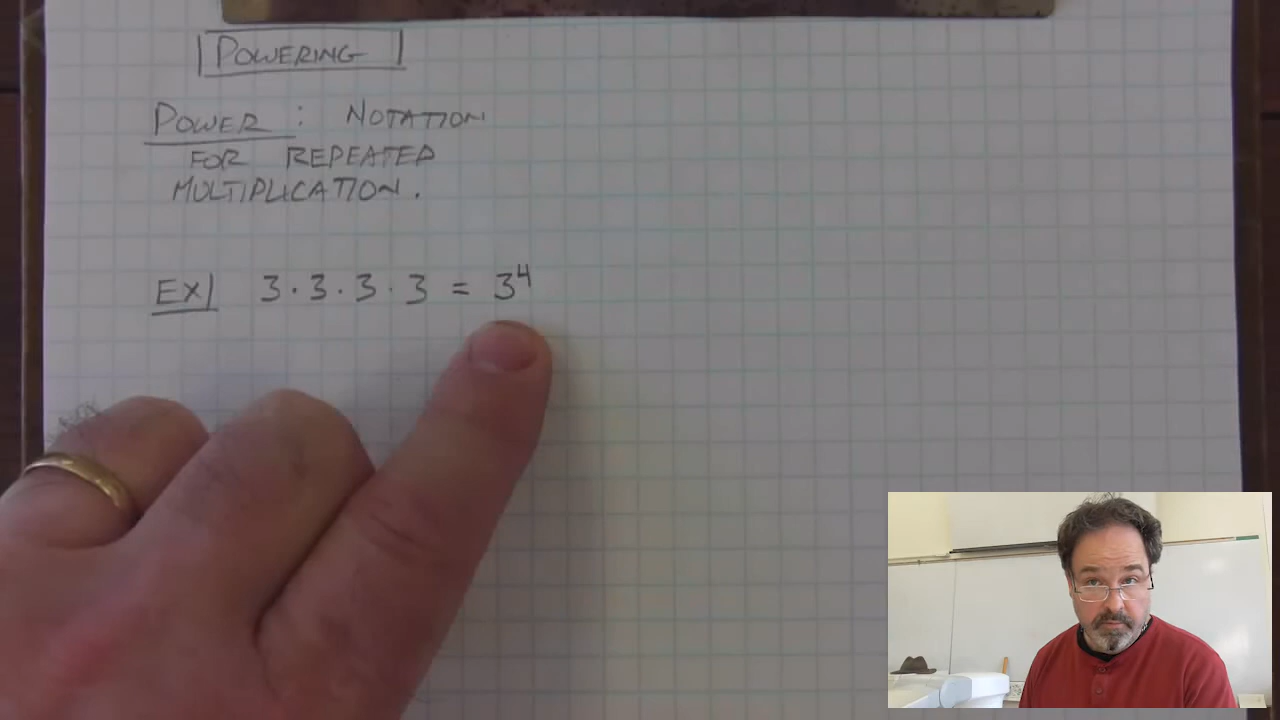 POWERING
POWER : NOTATION
FOR REPEATED
MULTIPLICATION.
EX) 3 · 3 · 3 · 3 = 3⁴